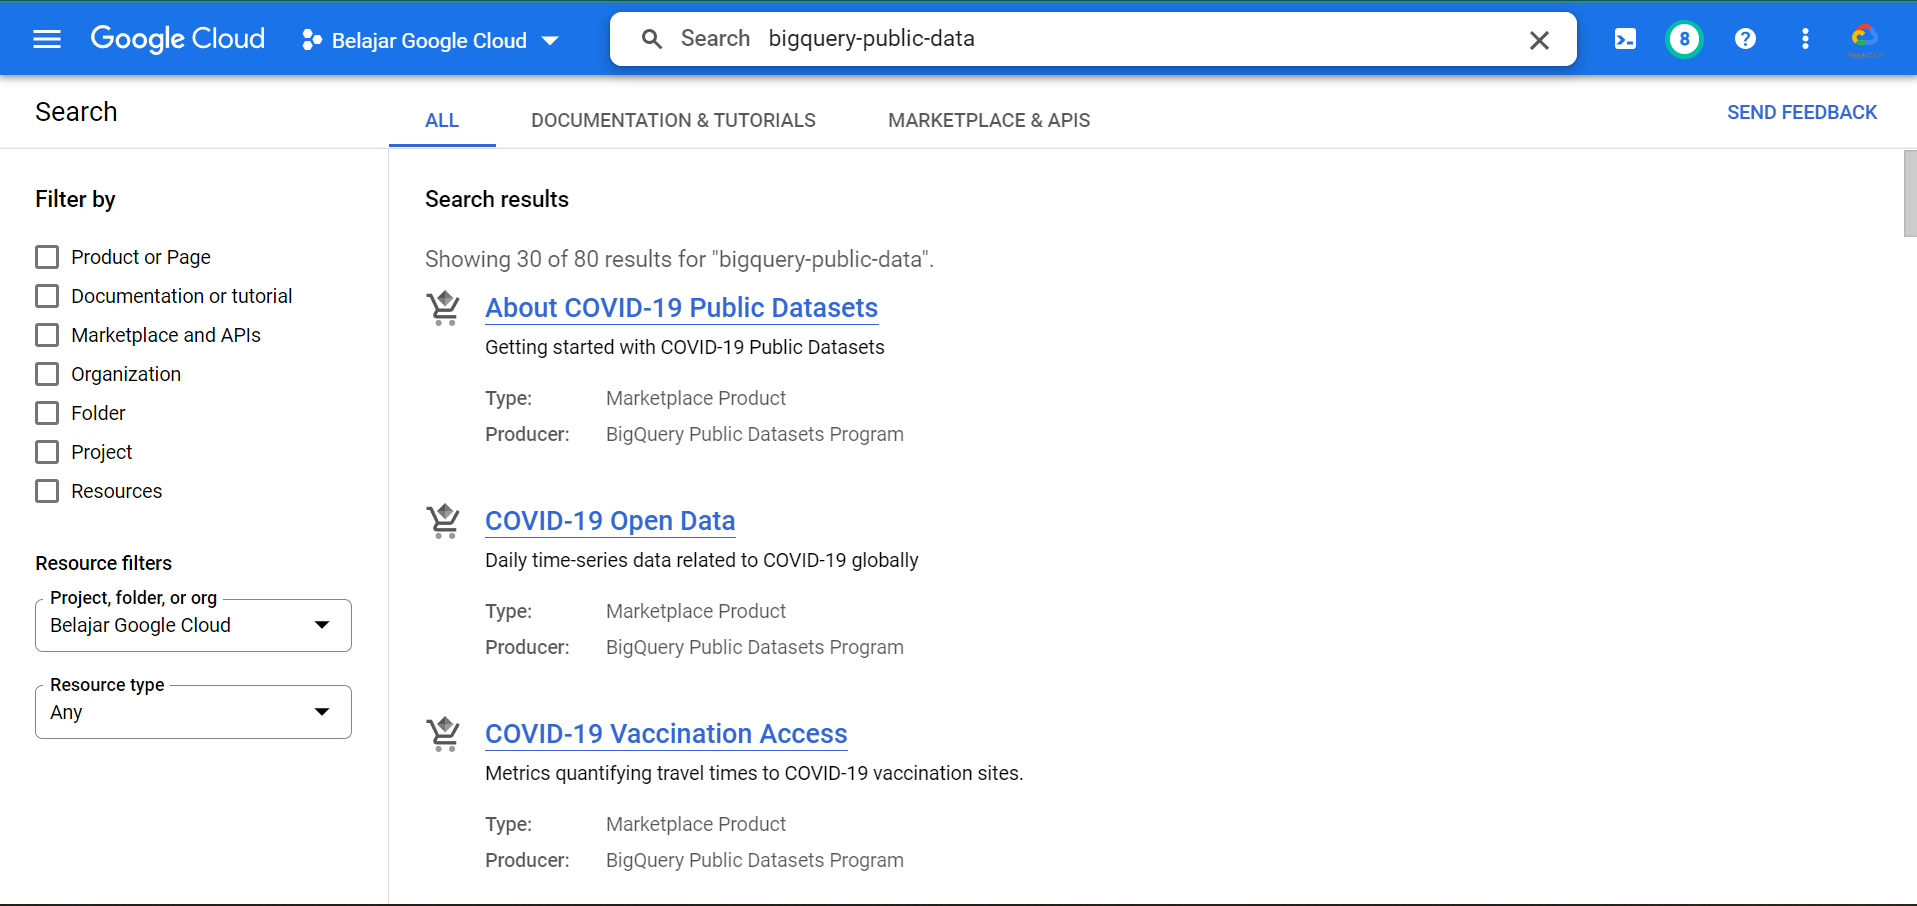 Google Cloud
Belajar Google Cloud
Search bigquery-public-data
8
?
Search
ALL
DOCUMENTATION & TUTORIALS
MARKETPLACE & APIS
SEND FEEDBACK
Filter by
Product or Page
Documentation or tutorial
Marketplace and APIs
Organization
Folder
Project
Resources
Resource filters
Project, folder, or org
Belajar Google Cloud
Resource type
Any
Search results
Showing 30 of 80 results for "bigquery-public-data".
About COVID-19 Public Datasets
Getting started with COVID-19 Public Datasets
Type: Marketplace Product
Producer: BigQuery Public Datasets Program
COVID-19 Open Data
Daily time-series data related to COVID-19 globally
Type: Marketplace Product
Producer: BigQuery Public Datasets Program
COVID-19 Vaccination Access
Metrics quantifying travel times to COVID-19 vaccination sites.
Type: Marketplace Product
Producer: BigQuery Public Datasets Program